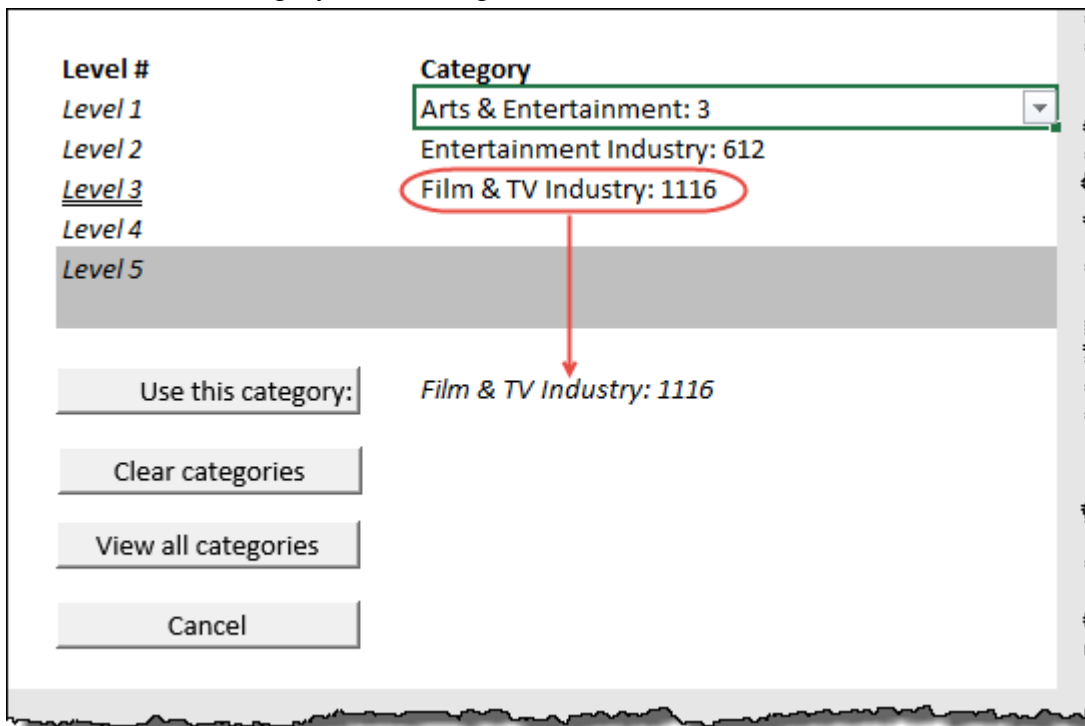 Level # Category
Level 1 Arts & Entertainment: 3
Level 2 Entertainment Industry: 612
Level 3 Film & TV Industry: 1116
Level 4
Level 5
Use this category: Film & TV Industry: 1116
Clear categories
View all categories
Cancel